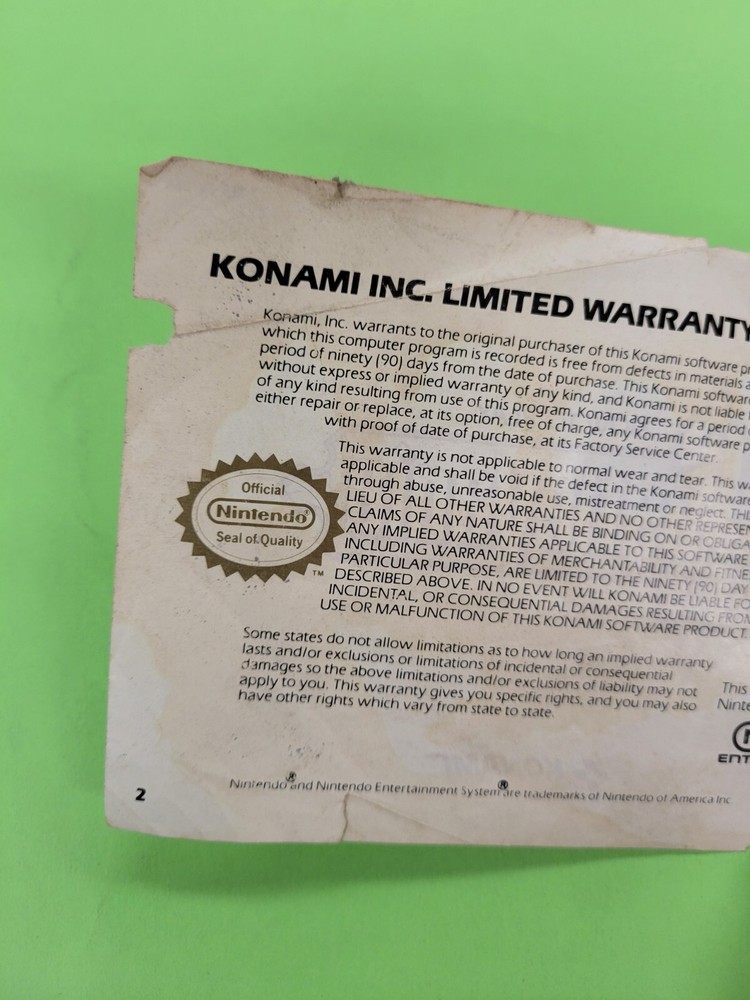 KONAMI INC. LIMITED WARRANTY
Konami, Inc. warrants to the original purchaser of this Konami software p
which this computer program is recorded is free from defects in materials a
period of ninety (90) days from the date of purchase. This Konami softwar
without express or implied warranty of any kind, and Konami is not liable
of any kind resulting from use of this program. Konami agrees for a period
either repair or replace, at its option, free of charge, any Konami software p
with proof of date of purchase, at its Factory Service Center.
This warranty is not applicable to normal wear and tear. This w
applicable and shall be void if the defect in the Konami software
through abuse, unreasonable use, mistreatment or neglect. THI
LIEU OF ALL OTHER WARRANTIES AND NO OTHER REPRESEN
CLAIMS OF ANY NATURE SHALL BE BINDING ON OR OBLIGA
ANY IMPLIED WARRANTIES APPLICABLE TO THIS SOFTWARE
INCLUDING WARRANTIES OF MERCHANTABILITY AND FITNE
PARTICULAR PURPOSE, ARE LIMITED TO THE NINETY (90) DAY
DESCRIBED ABOVE. IN NO EVENT WILL KONAMI BE LIABLE FO
INCIDENTAL, OR CONSEQUENTIAL DAMAGES RESULTING FROM
USE OR MALFUNCTION OF THIS KONAMI SOFTWARE PRODUCT.
Official
Nintendo®
Seal of Quality
™
Some states do not allow limitations as to how long an implied warranty
lasts and/or exclusions or limitations of incidental or consequential
damages so the above limitations and/or exclusions of liability may not
apply to you. This warranty gives you specific rights, and you may also
have other rights which vary from state to state.
This
Ninte
ENT
Nintendo® and Nintendo Entertainment System® are trademarks of Nintendo of America Inc
2